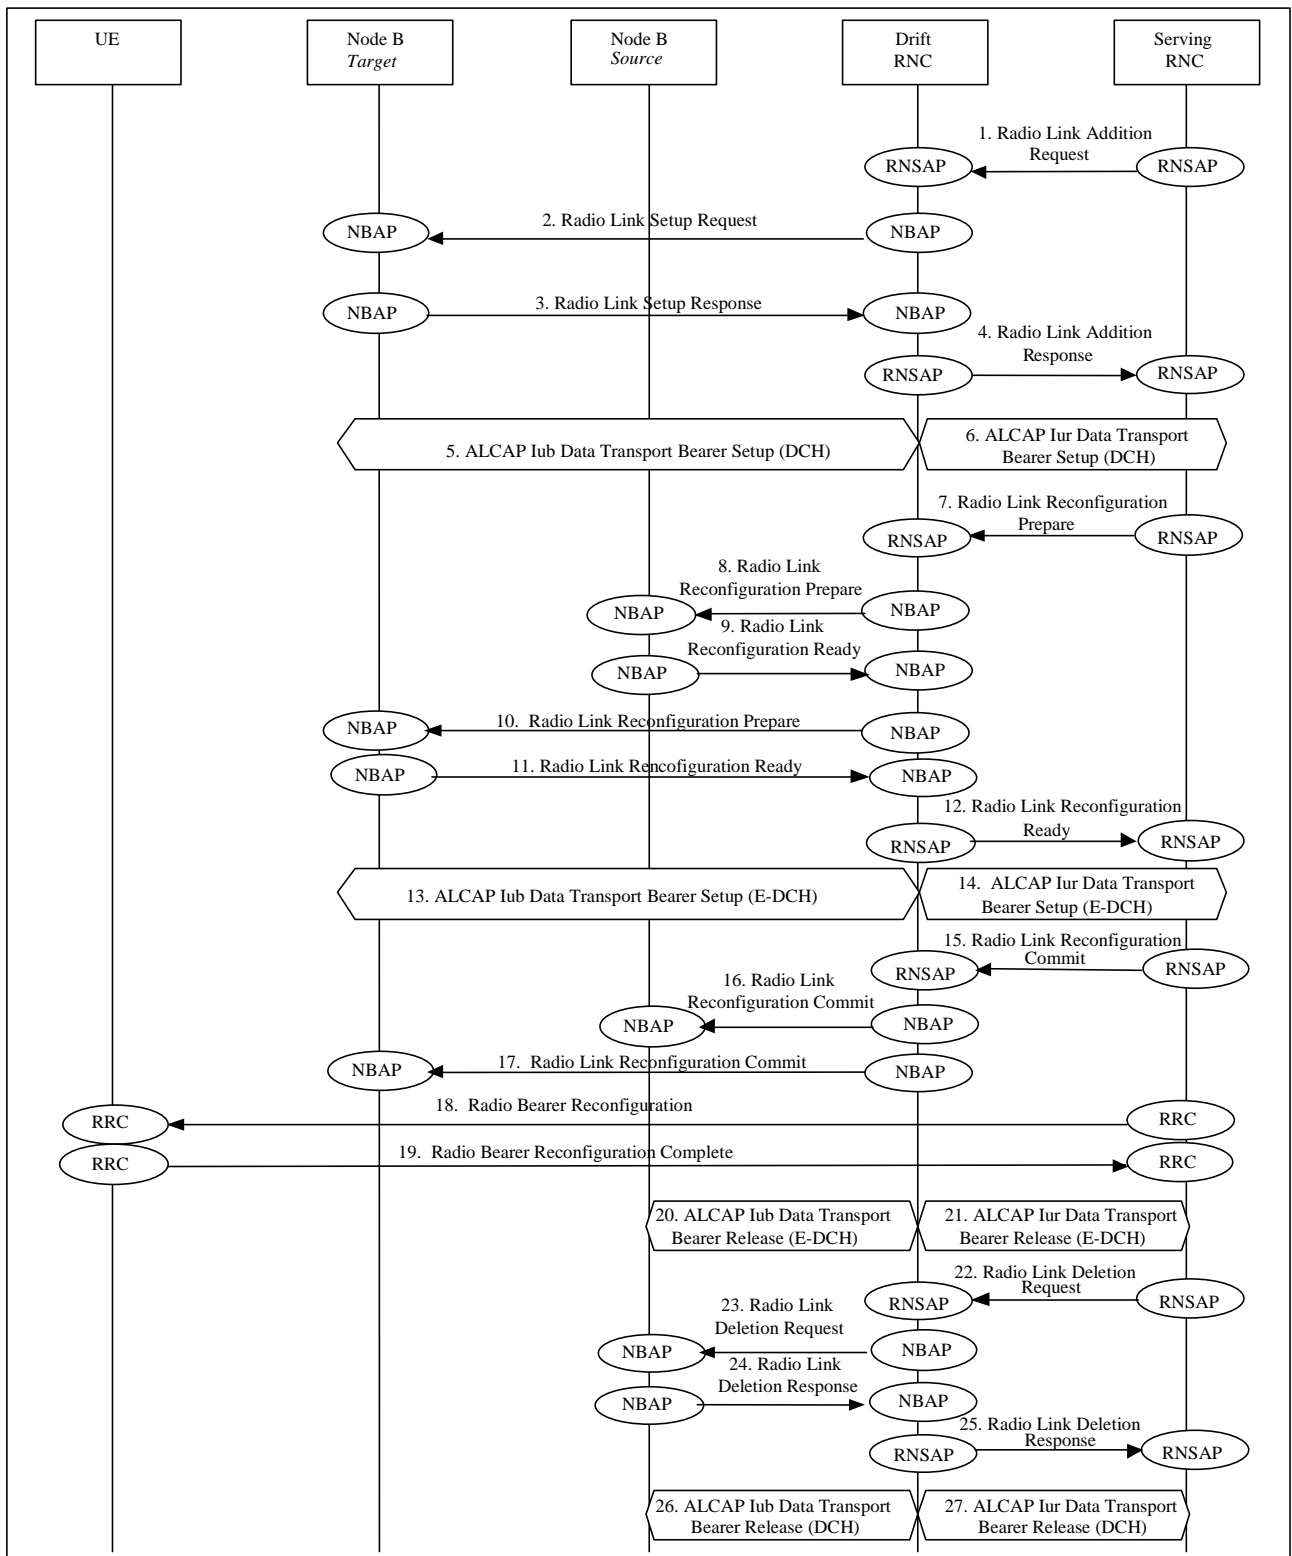 UE
Node B
Target
Node B
Source
Drift
RNC
Serving
RNC
1. Radio Link Addition
Request
RNSAP
RNSAP
2. Radio Link Setup Request
NBAP
NBAP
3. Radio Link Setup Response
NBAP
NBAP
4. Radio Link Addition
Response
RNSAP
RNSAP
5. ALCAP Iub Data Transport Bearer Setup (DCH)
6. ALCAP Iur Data Transport
Bearer Setup (DCH)
7. Radio Link Reconfiguration
Prepare
RNSAP
RNSAP
8. Radio Link
Reconfiguration Prepare
NBAP
NBAP
9. Radio Link
Reconfiguration Ready
NBAP
NBAP
10. Radio Link Reconfiguration Prepare
NBAP
NBAP
11. Radio Link Rencofiguration Ready
NBAP
NBAP
12. Radio Link Reconfiguration
Ready
RNSAP
RNSAP
13. ALCAP Iub Data Transport Bearer Setup (E-DCH)
14. ALCAP Iur Data Transport
Bearer Setup (E-DCH)
15. Radio Link Reconfiguration
Commit
RNSAP
RNSAP
16. Radio Link
Reconfiguration Commit
NBAP
NBAP
17. Radio Link Reconfiguration Commit
NBAP
NBAP
18. Radio Bearer Reconfiguration
RRC
RRC
19. Radio Bearer Reconfiguration Complete
RRC
RRC
20. ALCAP Iub Data Transport
Bearer Release (E-DCH)
21. ALCAP Iur Data Transport
Bearer Release (E-DCH)
22. Radio Link Deletion
Request
RNSAP
RNSAP
23. Radio Link
Deletion Request
NBAP
NBAP
24. Radio Link
Deletion Response
NBAP
NBAP
25. Radio Link Deletion
Response
RNSAP
RNSAP
26. ALCAP Iub Data Transport
Bearer Release (DCH)
27. ALCAP Iur Data Transport
Bearer Release (DCH)